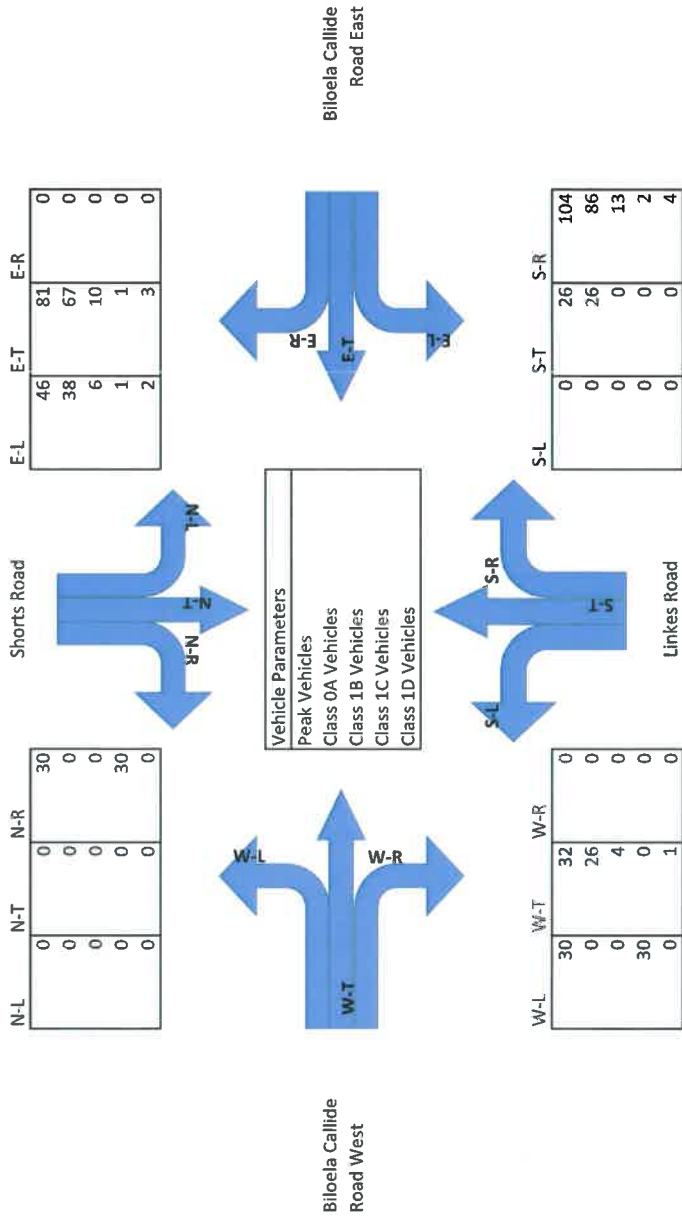 Shorts Road
N-L N-T N-R
0 0 30
0 0 0
0 0 0
0 0 30
0 0 0
E-L E-T E-R
46 81 0
38 67 0
6 10 0
1 1 0
2 3 0
N-R
N-T
N-L
Biloela Callide
Road West
W-L
W-T
W-R
Vehicle Parameters
Peak Vehicles
Class 0A Vehicles
Class 1B Vehicles
Class 1C Vehicles
Class 1D Vehicles
E-R
E-T
E-L
Biloela Callide
Road East
S-L
S-T
S-R
W-L W-T W-R
30 32 0
0 26 0
0 4 0
30 0 0
0 1 0
S-L S-T S-R
0 26 104
0 26 86
0 0 13
0 0 2
0 0 4
Linkes Road